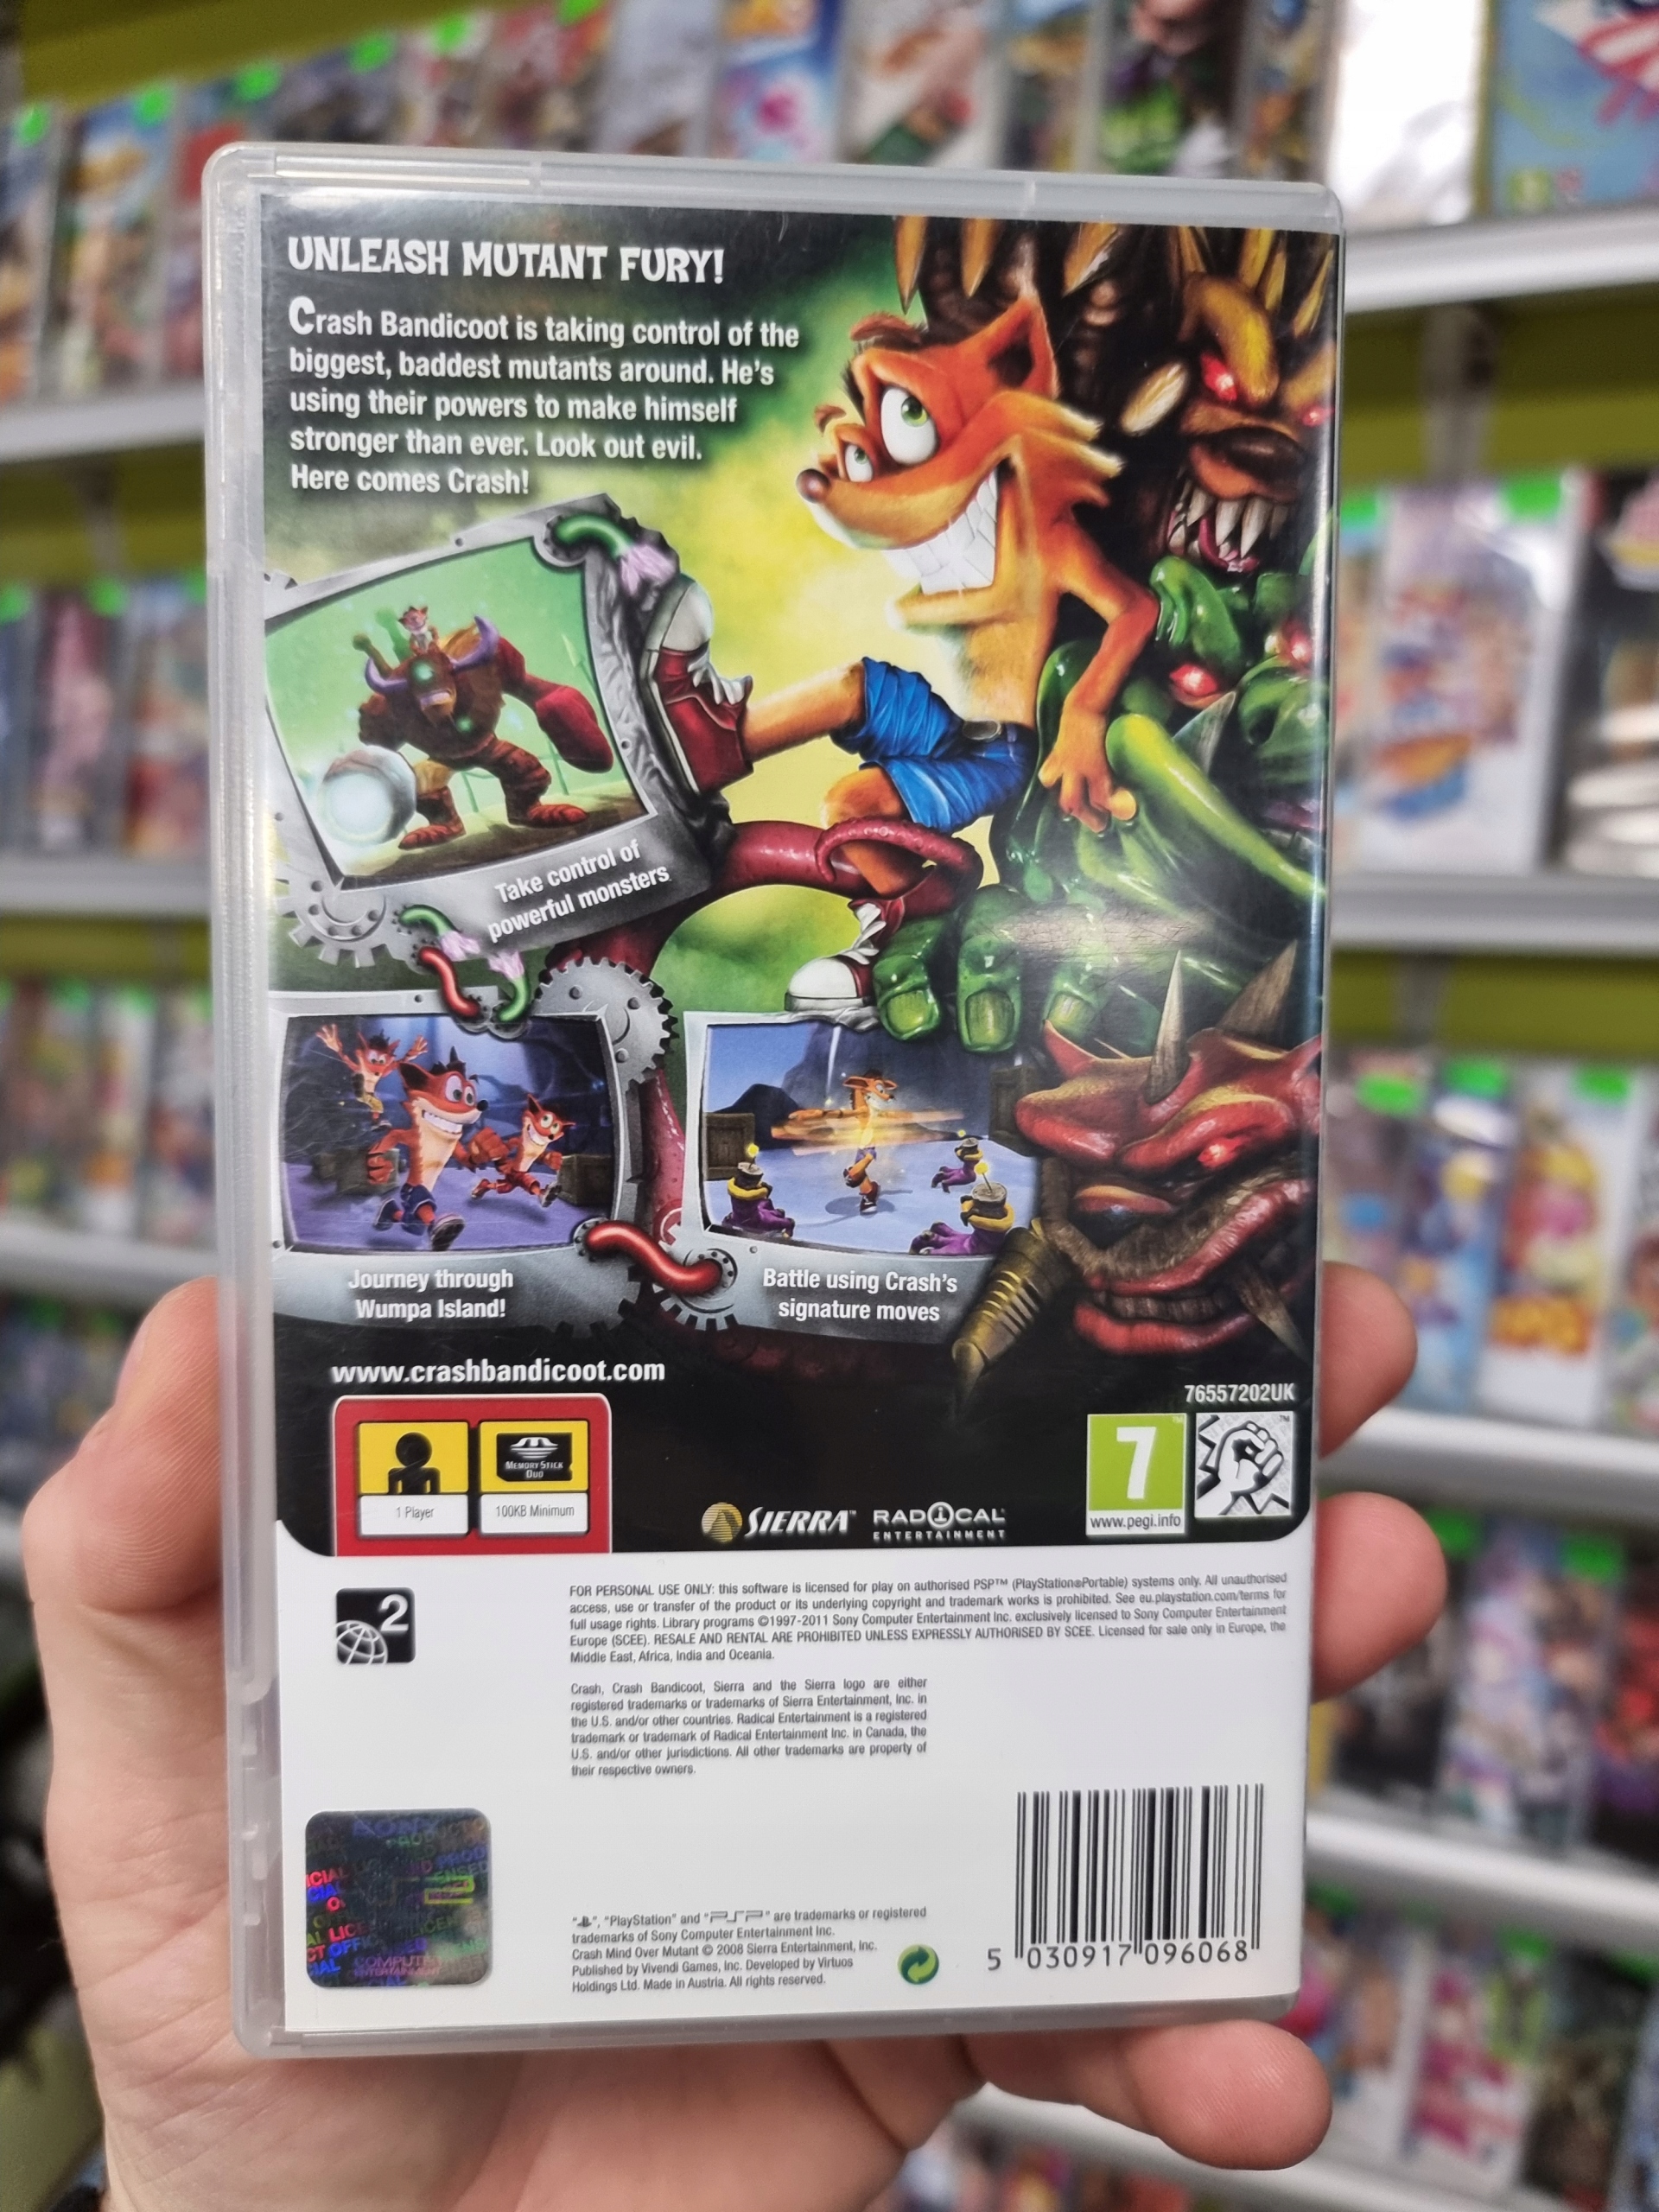 UNLEASH MUTANT FURY!
Crash Bandicoot is taking control of the
biggest, baddest mutants around. He's
using their powers to make himself
stronger than ever. Look out evil.
Here comes Crash!
Take control of
powerful monsters
Journey through
Wumpa Island!
Battle using Crash's
signature moves
www.crashbandicoot.com
76557202UK
1 Player
MEMORY STICK
DUO
100KB Minimum
SIERRA™
RADICAL
ENTERTAINMENT
7
www.pegi.info
2
FOR PERSONAL USE ONLY: this software is licensed for play on authorised PSP™ (PlayStation®Portable) systems only. All unauthorised
access, use or transfer of the product or its underlying copyright and trademark works is prohibited. See eu.playstation.com/terms for
full usage rights. Library programs ©1997-2011 Sony Computer Entertainment Inc. exclusively licensed to Sony Computer Entertainment
Europe (SCEE). RESALE AND RENTAL ARE PROHIBITED UNLESS EXPRESSLY AUTHORISED BY SCEE. Licensed for sale only in Europe, the
Middle East, Africa, India and Oceania.
Crash, Crash Bandicoot, Sierra and the Sierra logo are either
registered trademarks or trademarks of Sierra Entertainment, Inc. in
the U.S. and/or other countries. Radical Entertainment is a registered
trademark or trademark of Radical Entertainment Inc. in Canada, the
U.S. and/or other jurisdictions. All other trademarks are property of
their respective owners.
SONY
COMPUTER
ENTERTAINMENT
"", "PlayStation" and "PSP" are trademarks or registered
trademarks of Sony Computer Entertainment Inc.
Crash Mind Over Mutant © 2008 Sierra Entertainment, Inc.
Published by Vivendi Games, Inc. Developed by Virtuos
Holdings Ltd. Made in Austria. All rights reserved.
5 030917 096068